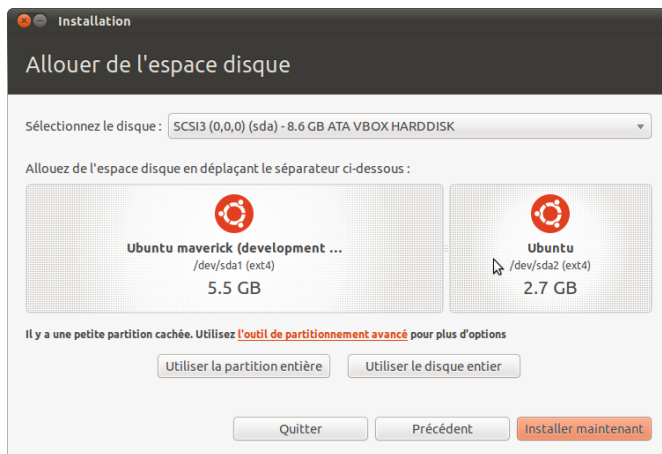 Installation
Allouer de l'espace disque
Sélectionnez le disque : SCSI3 (0,0,0) (sda) - 8.6 GB ATA VBOX HARDDISK
Allouez de l'espace disque en déplaçant le séparateur ci-dessous :
Ubuntu maverick (development ...
/dev/sda1 (ext4)
5.5 GB
Ubuntu
/dev/sda2 (ext4)
2.7 GB
Il y a une petite partition cachée. Utilisez l'outil de partitionnement avancé pour plus d'options
Utiliser la partition entière Utiliser le disque entier
Quitter Précédent Installer maintenant